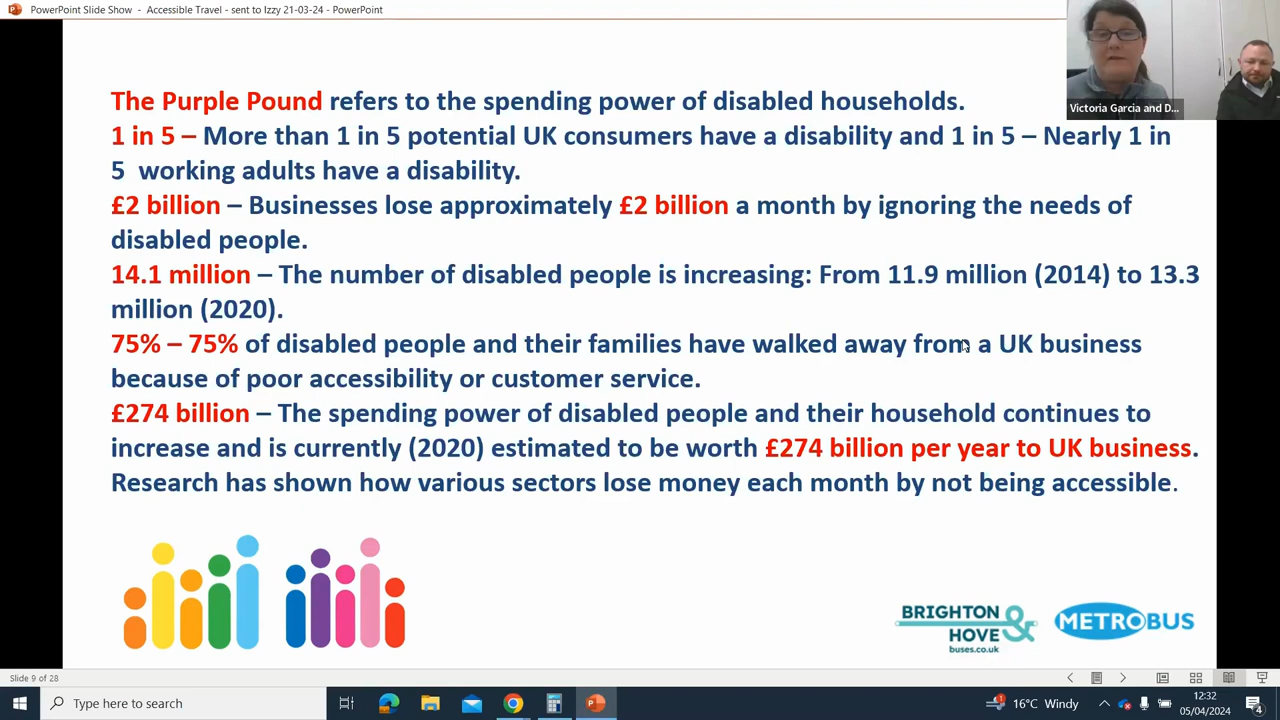 PowerPoint Slide Show - Accessible Travel - sent to Izzy 21-03-24 - PowerPoint
Victoria Garcia and D...
The Purple Pound refers to the spending power of disabled households.
1 in 5 – More than 1 in 5 potential UK consumers have a disability and 1 in 5 – Nearly 1 in
5 working adults have a disability.
£2 billion – Businesses lose approximately £2 billion a month by ignoring the needs of
disabled people.
14.1 million – The number of disabled people is increasing: From 11.9 million (2014) to 13.3
million (2020).
75% – 75% of disabled people and their families have walked away from a UK business
because of poor accessibility or customer service.
£274 billion – The spending power of disabled people and their household continues to
increase and is currently (2020) estimated to be worth £274 billion per year to UK business.
Research has shown how various sectors lose money each month by not being accessible.
BRIGHTON
& HOVE
buses.co.uk
METROBUS
Slide 9 of 28
Type here to search
1
16°C Windy
12:32
05/04/2024
4